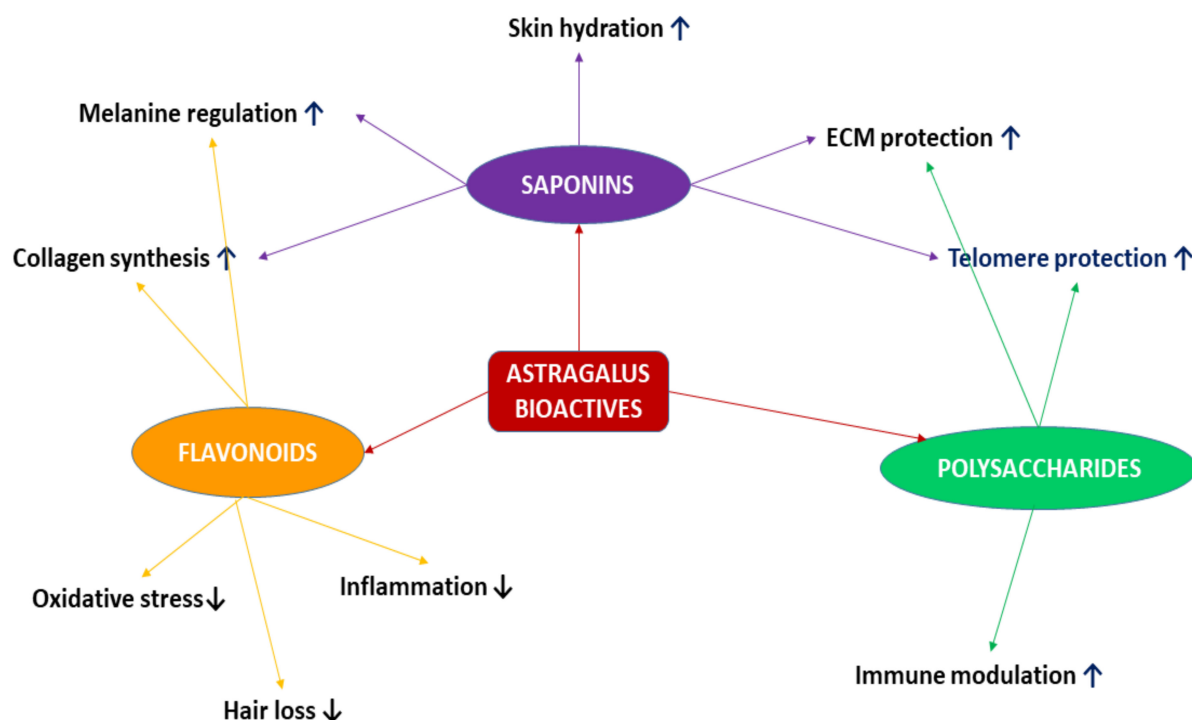 Skin hydration ↑
Melanine regulation ↑
ECM protection ↑
SAPONINS
Collagen synthesis ↑
Telomere protection ↑
ASTRAGALUS
BIOACTIVES
FLAVONOIDS
POLYSACCHARIDES
Oxidative stress↓
Inflammation ↓
Immune modulation ↑
Hair loss ↓